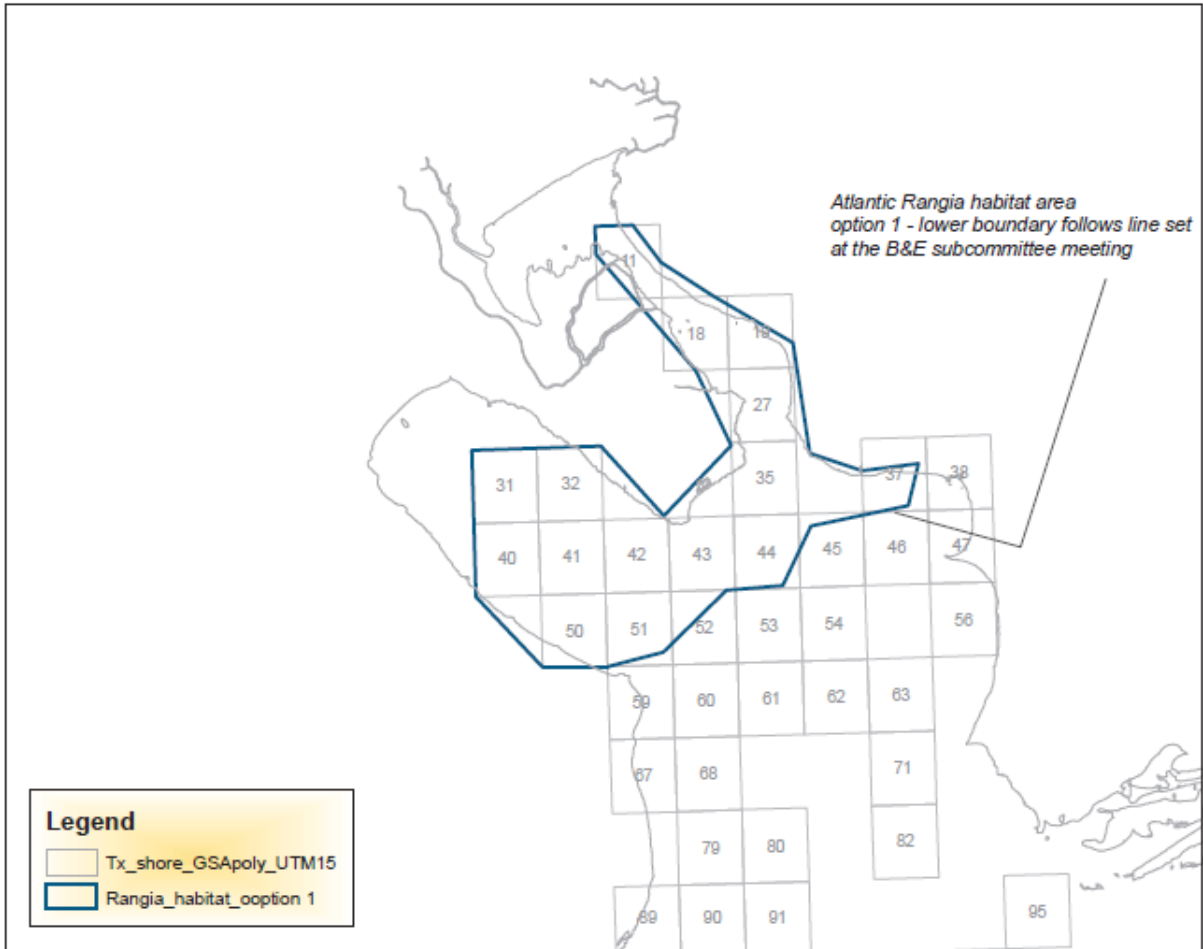 Atlantic Rangia habitat area
option 1 - lower boundary follows line set
at the B&E subcommittee meeting
11
18 19
27
31 32 35 37 38
40 41 42 43 44 45 46 47
50 51 52 53 54 56
59 60 61 62 63
67 68 71
79 80 82
89 90 91 95
Legend
Tx_shore_GSApoly_UTM15
Rangia_habitat_ooption 1